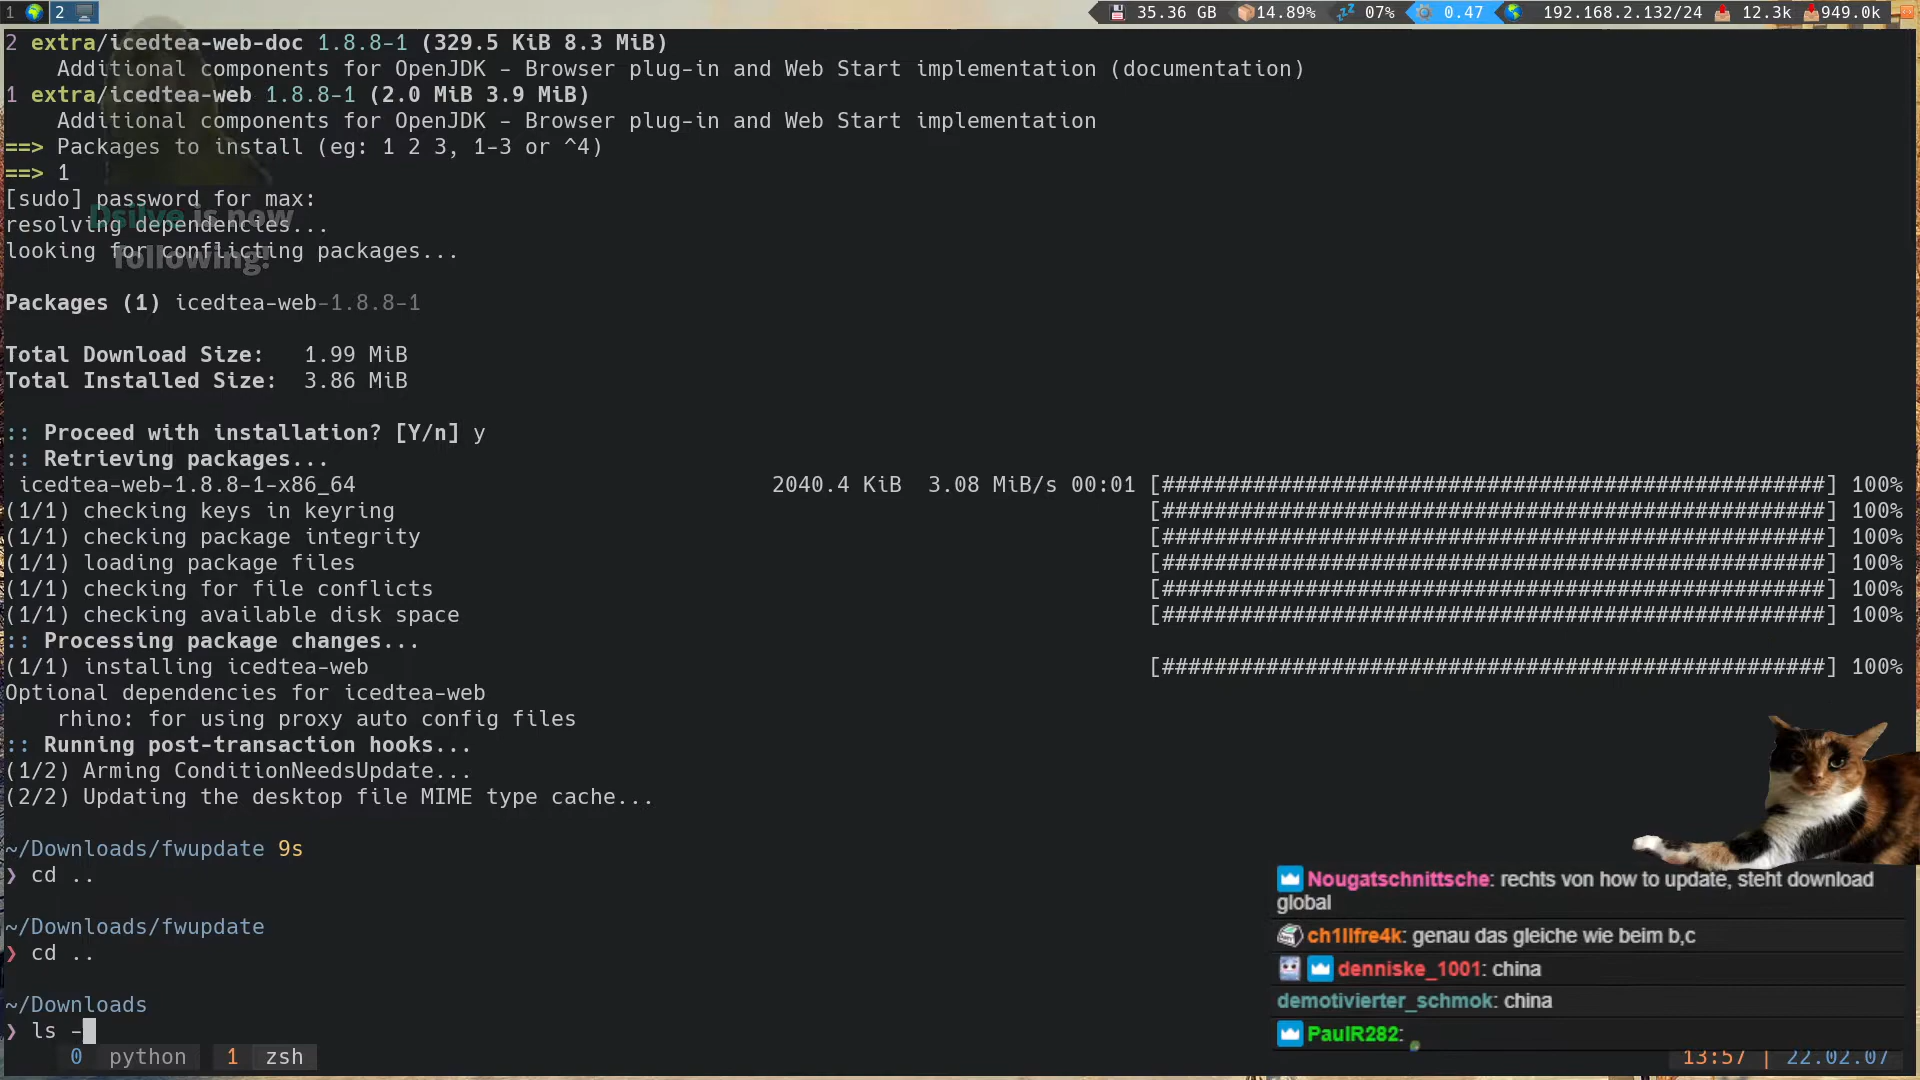 1 2 35.36 GB 14.89% 07% 0.47 192.168.2.132/24 12.3k 949.0k
2 extra/icedtea-web-doc 1.8.8-1 (329.5 KiB 8.3 MiB)
Additional components for OpenJDK - Browser plug-in and Web Start implementation (documentation)
1 extra/icedtea-web 1.8.8-1 (2.0 MiB 3.9 MiB)
Additional components for OpenJDK - Browser plug-in and Web Start implementation
==> Packages to install (eg: 1 2 3, 1-3 or ^4)
==> 1
[sudo] password for max:
Dsilve is now
resolving dependencies...
looking for conflicting packages...
following!
Packages (1) icedtea-web-1.8.8-1
Total Download Size: 1.99 MiB
Total Installed Size: 3.86 MiB
:: Proceed with installation? [Y/n] y
:: Retrieving packages...
icedtea-web-1.8.8-1-x86_64 2040.4 KiB 3.08 MiB/s 00:01 [###################################################] 100%
(1/1) checking keys in keyring [###################################################] 100%
(1/1) checking package integrity [###################################################] 100%
(1/1) loading package files [###################################################] 100%
(1/1) checking for file conflicts [###################################################] 100%
(1/1) checking available disk space [###################################################] 100%
:: Processing package changes...
(1/1) installing icedtea-web [###################################################] 100%
Optional dependencies for icedtea-web
rhino: for using proxy auto config files
:: Running post-transaction hooks...
(1/2) Arming ConditionNeedsUpdate...
(2/2) Updating the desktop file MIME type cache...
~/Downloads/fwupdate 9s
❯ cd ..
~/Downloads/fwupdate
❯ cd ..
~/Downloads
❯ ls -
Nougatschnittsche: rechts von how to update, steht download
global
ch1llfre4k: genau das gleiche wie beim b,c
denniske_1001: china
demotivierter_schmok: china
PaulR282:
0 python 1 zsh 13:57 | 22.02.07